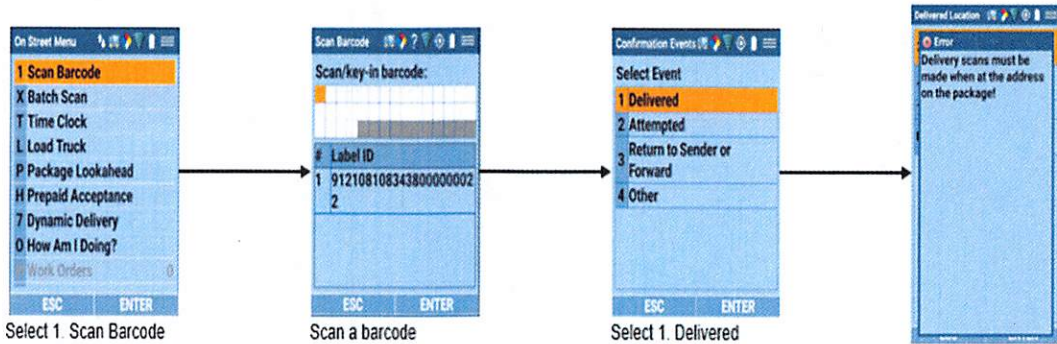 On Street Menu
1 Scan Barcode
X Batch Scan
T Time Clock
L Load Truck
P Package Lookahead
H Prepaid Acceptance
7 Dynamic Delivery
O How Am I Doing?
Work Orders 0
ESC ENTER
Select 1. Scan Barcode
Scan Barcode ?
Scan/key-in barcode:
# Label ID
1 912108108343800000002
2
ESC ENTER
Scan a barcode
Confirmation Events
Select Event
1 Delivered
2 Attempted
3 Return to Sender or
Forward
4 Other
ESC ENTER
Select 1. Delivered
Delivered Location
Error
Delivery scans must be
made when at the address
on the package!